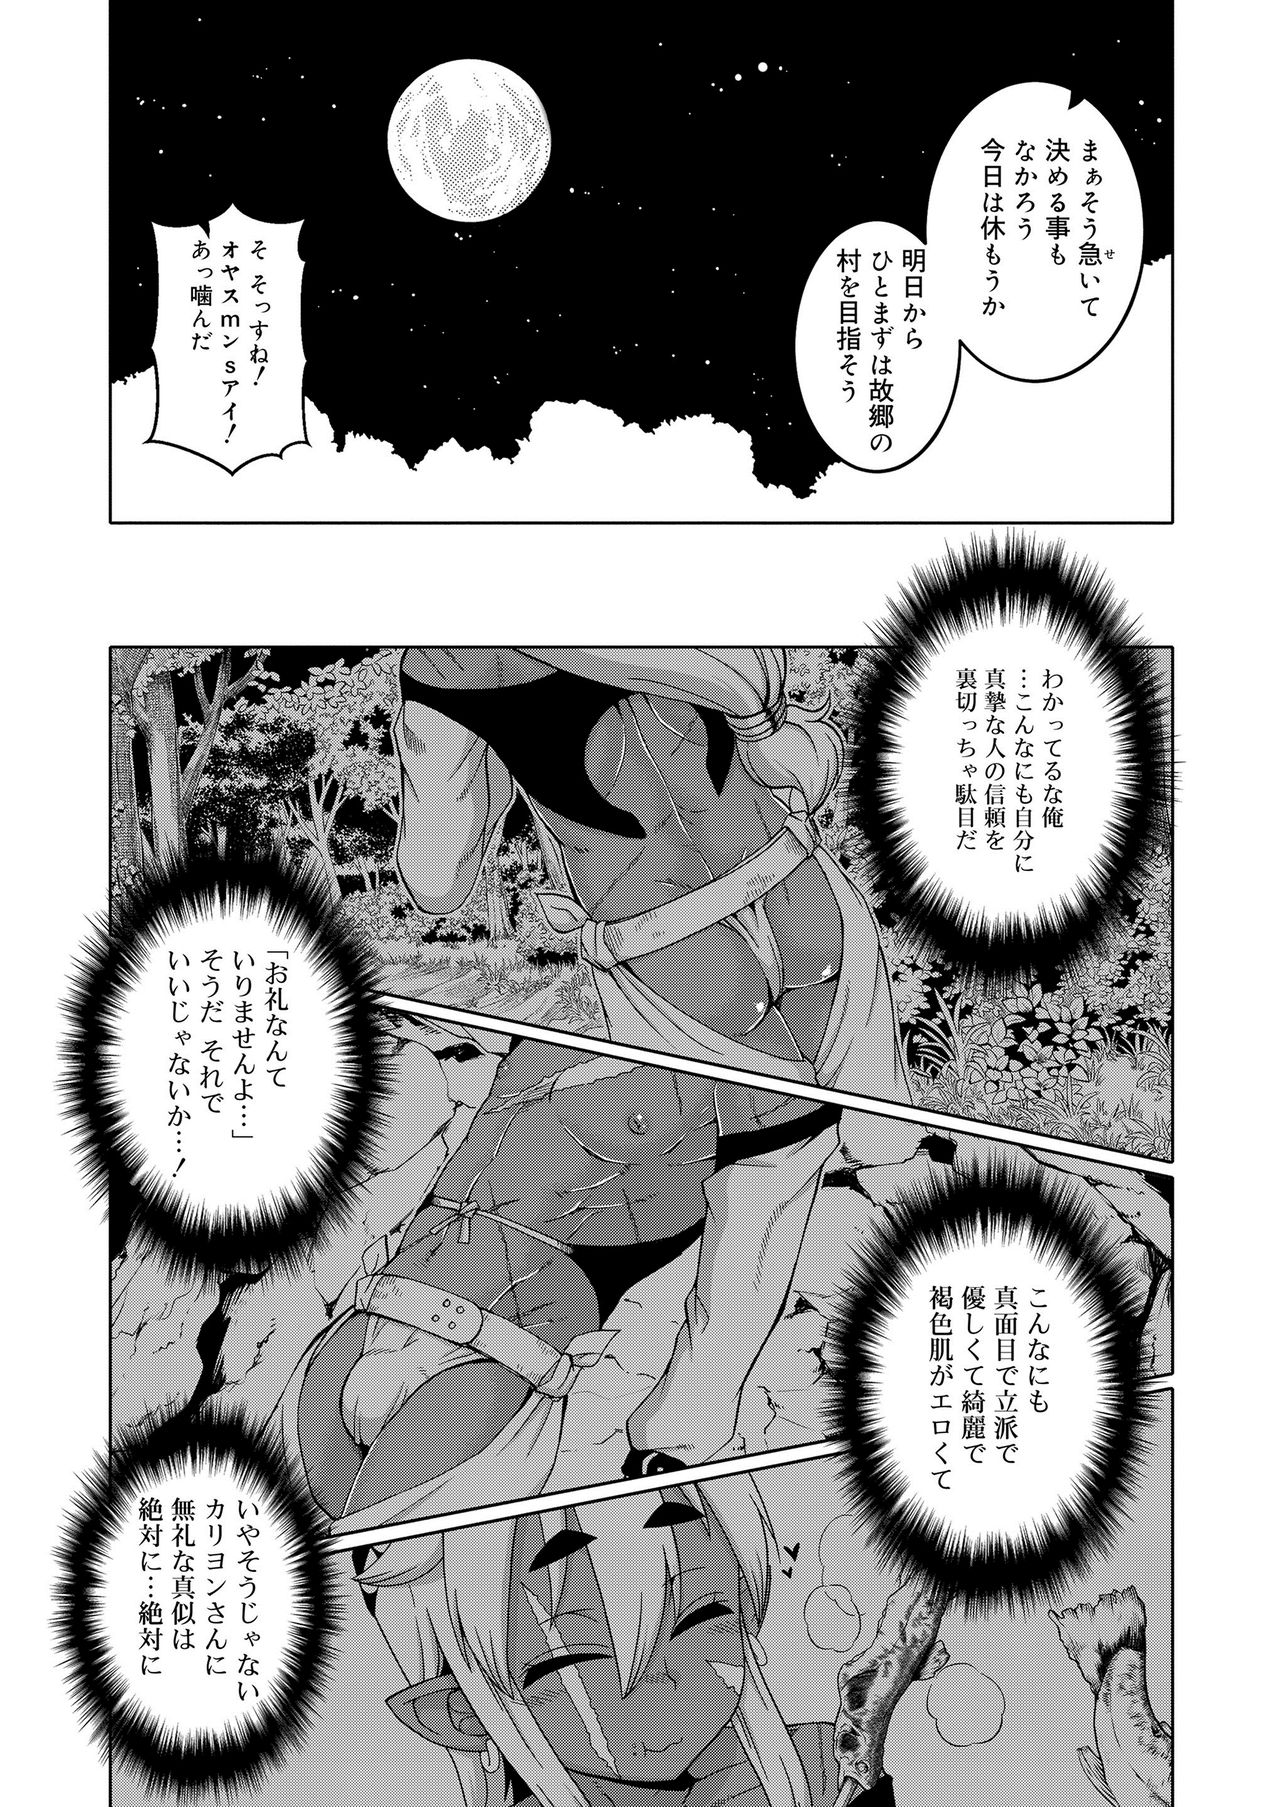 まぁそう急いて
せ
決める事も
なかろう
今日は休もうか
明日から
ひとまずは故郷の
村を目指そう
そ そっすね!
オヤスmンsアイ!
あっ噛んだ
わかってるな俺
…こんなにも自分に
真摯な人の信頼を
裏切っちゃ駄目だ
「お礼なんて
いりませんよ…」
そうだ それで
いいじゃないか…!
こんなにも
真面目で立派で
優しくて綺麗で
褐色肌がエロくて
いやそうじゃない
カリヨンさんに
無礼な真似は
絶対に…絶対に